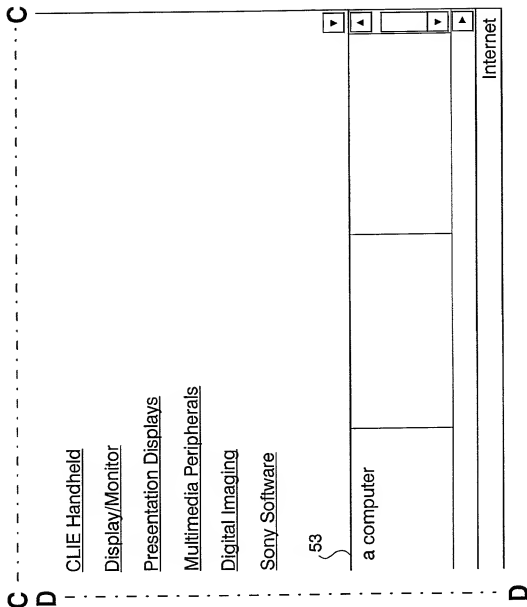 C C
D
CLIE Handheld
Display/Monitor
Presentation Displays
Multimedia Peripherals
Digital Imaging
Sony Software
53
a computer
Internet
D